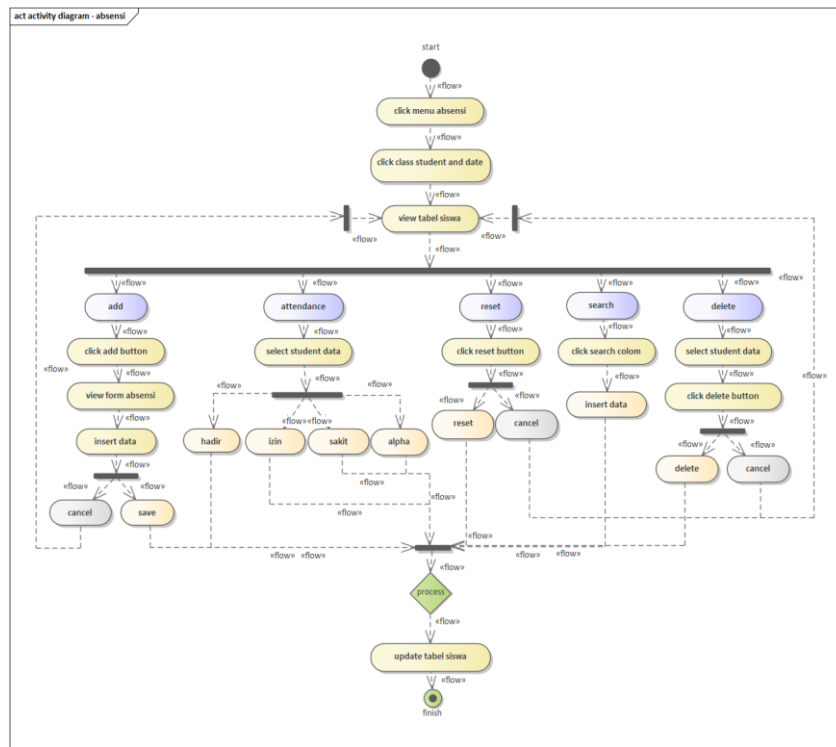 act activity diagram - absensi
start
«flow»
click menu absensi
«flow»
click class student and date
«flow»
view tabel siswa
«flow» «flow»
«flow»
«flow» «flow» «flow» «flow» «flow» «flow»
add attendance reset search delete
«flow» «flow» «flow» «flow» «flow»
click add button select student data click reset button click search colom select student data
«flow» «flow» «flow» «flow» «flow» «flow» «flow»
view form absensi click delete button
«flow» «flow» «flow» «flow» «flow»
insert data
«flow» «flow» «flow» «flow»
reset cancel
insert data hadir izin sakit alpha
«flow» «flow» «flow» «flow»
delete cancel
cancel save
«flow» «flow»
«flow»
«flow» «flow» «flow» «flow»
«flow»
process
«flow»
update tabel siswa
«flow»
finish